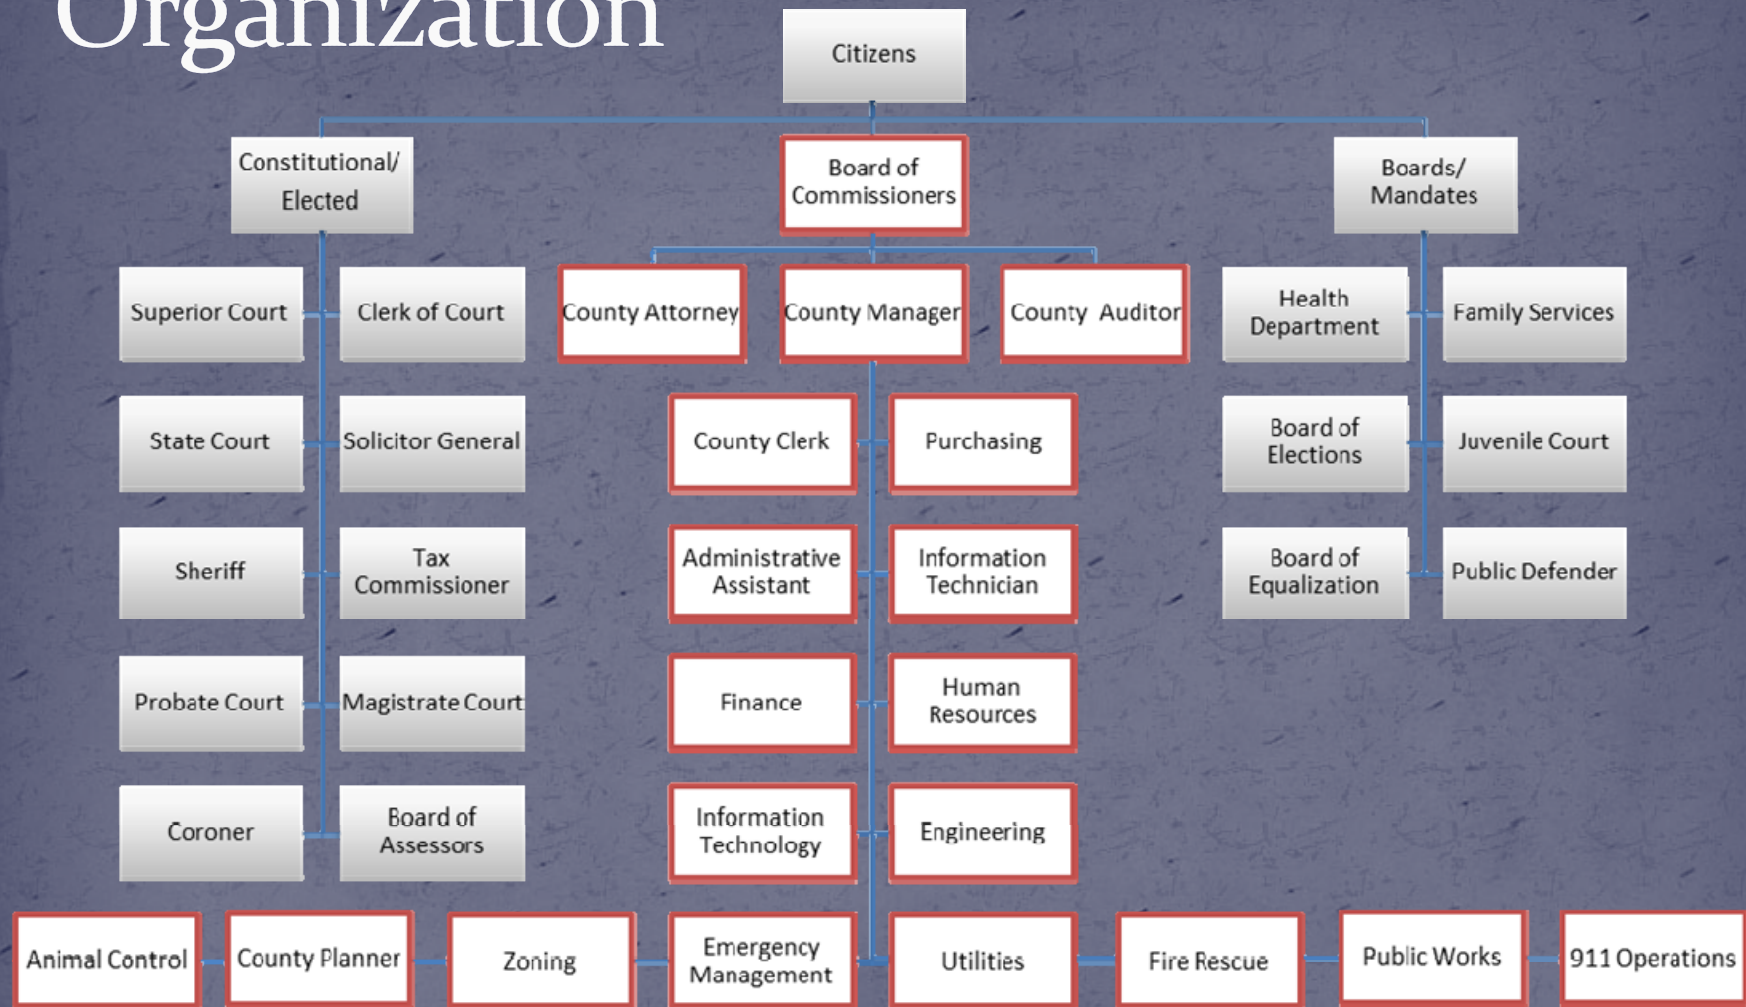 Organization
Citizens
Constitutional/
Elected
Board of
Commissioners
Boards/
Mandates
Superior Court
Clerk of Court
County Attorney
County Manager
County Auditor
Health
Department
Family Services
State Court
Solicitor General
County Clerk
Purchasing
Board of
Elections
Juvenile Court
Sheriff
Tax
Commissioner
Administrative
Assistant
Information
Technician
Board of
Equalization
Public Defender
Probate Court
Magistrate Court
Finance
Human
Resources
Coroner
Board of
Assessors
Information
Technology
Engineering
Animal Control
County Planner
Zoning
Emergency
Management
Utilities
Fire Rescue
Public Works
911 Operations